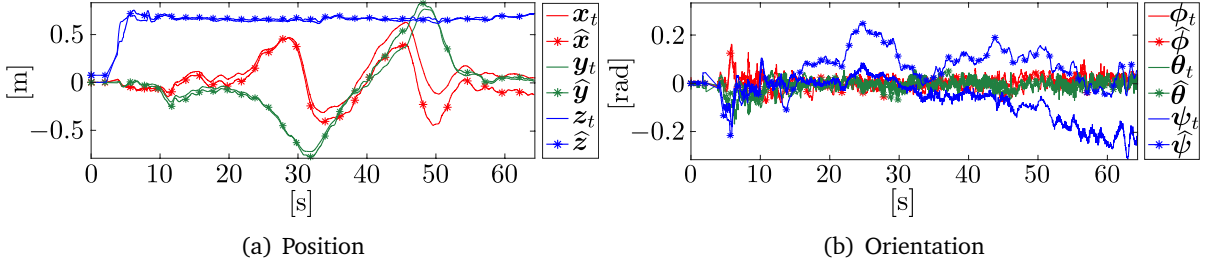 0.5
0
−0.5
[m]
0 10 20 30 40 50 60
[s]
x_t
x̂
y_t
ŷ
z_t
ẑ
(a) Position
0.2
0
−0.2
[rad]
0 10 20 30 40 50 60
[s]
ϕ_t
ϕ̂
θ_t
θ̂
ψ_t
ψ̂
(b) Orientation